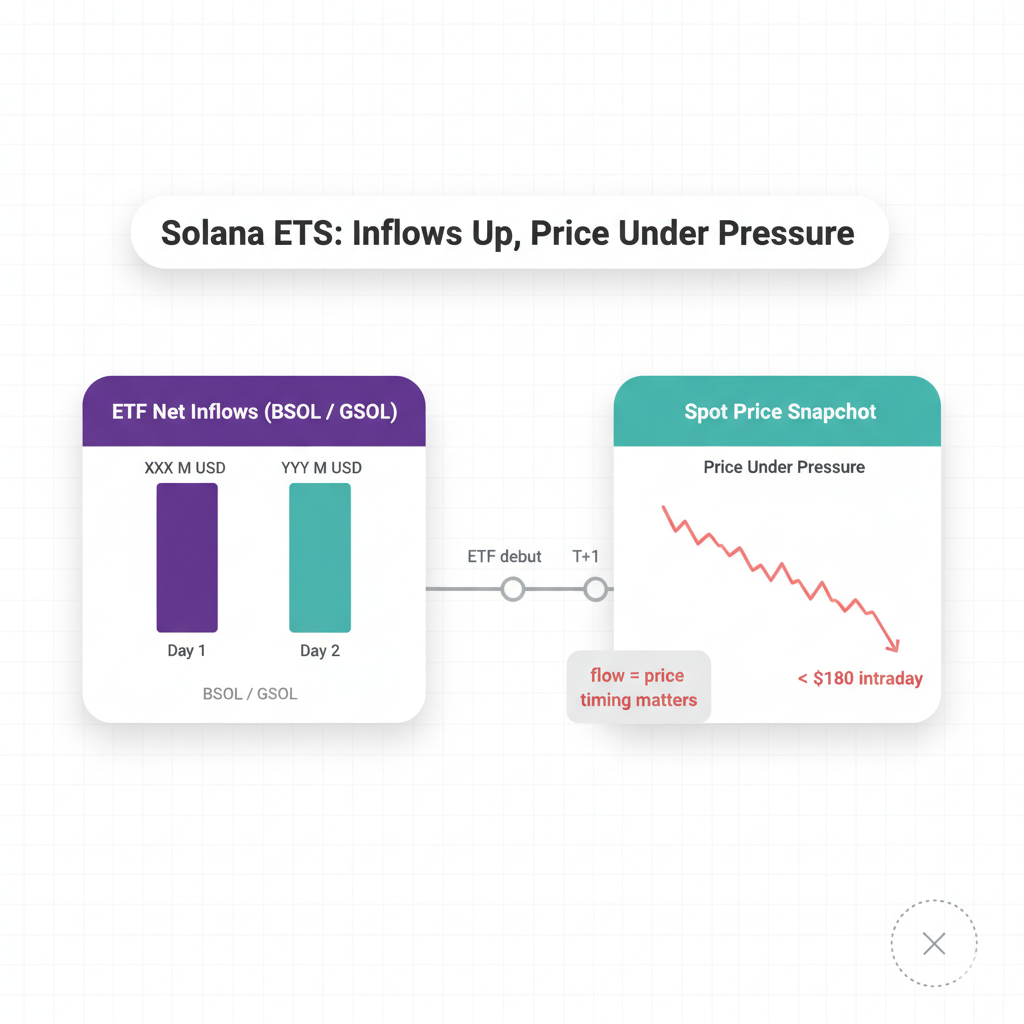 Solana ETS: Inflows Up, Price Under Pressure
ETF Net Inflows (BSOL / GSOL)
XXX M USD
YYY M USD
Day 1
Day 2
BSOL / GSOL
ETF debut
T+1
Spot Price Snapchot
Price Under Pressure
< $180 intraday
flow = price
timing matters